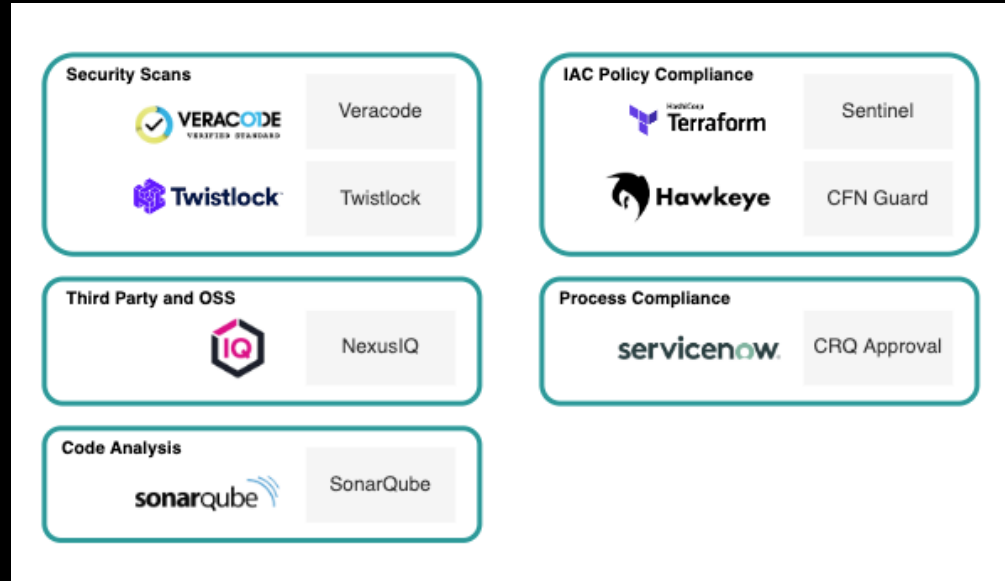 Security Scans
VERACODE
VERIFIED STANDARD
Veracode
Twistlock
Twistlock
Third Party and OSS
IQ
NexusIQ
Code Analysis
sonarqube
SonarQube
IAC Policy Compliance
HashiCorp
Terraform
Sentinel
Hawkeye
CFN Guard
Process Compliance
servicenow.
CRQ Approval